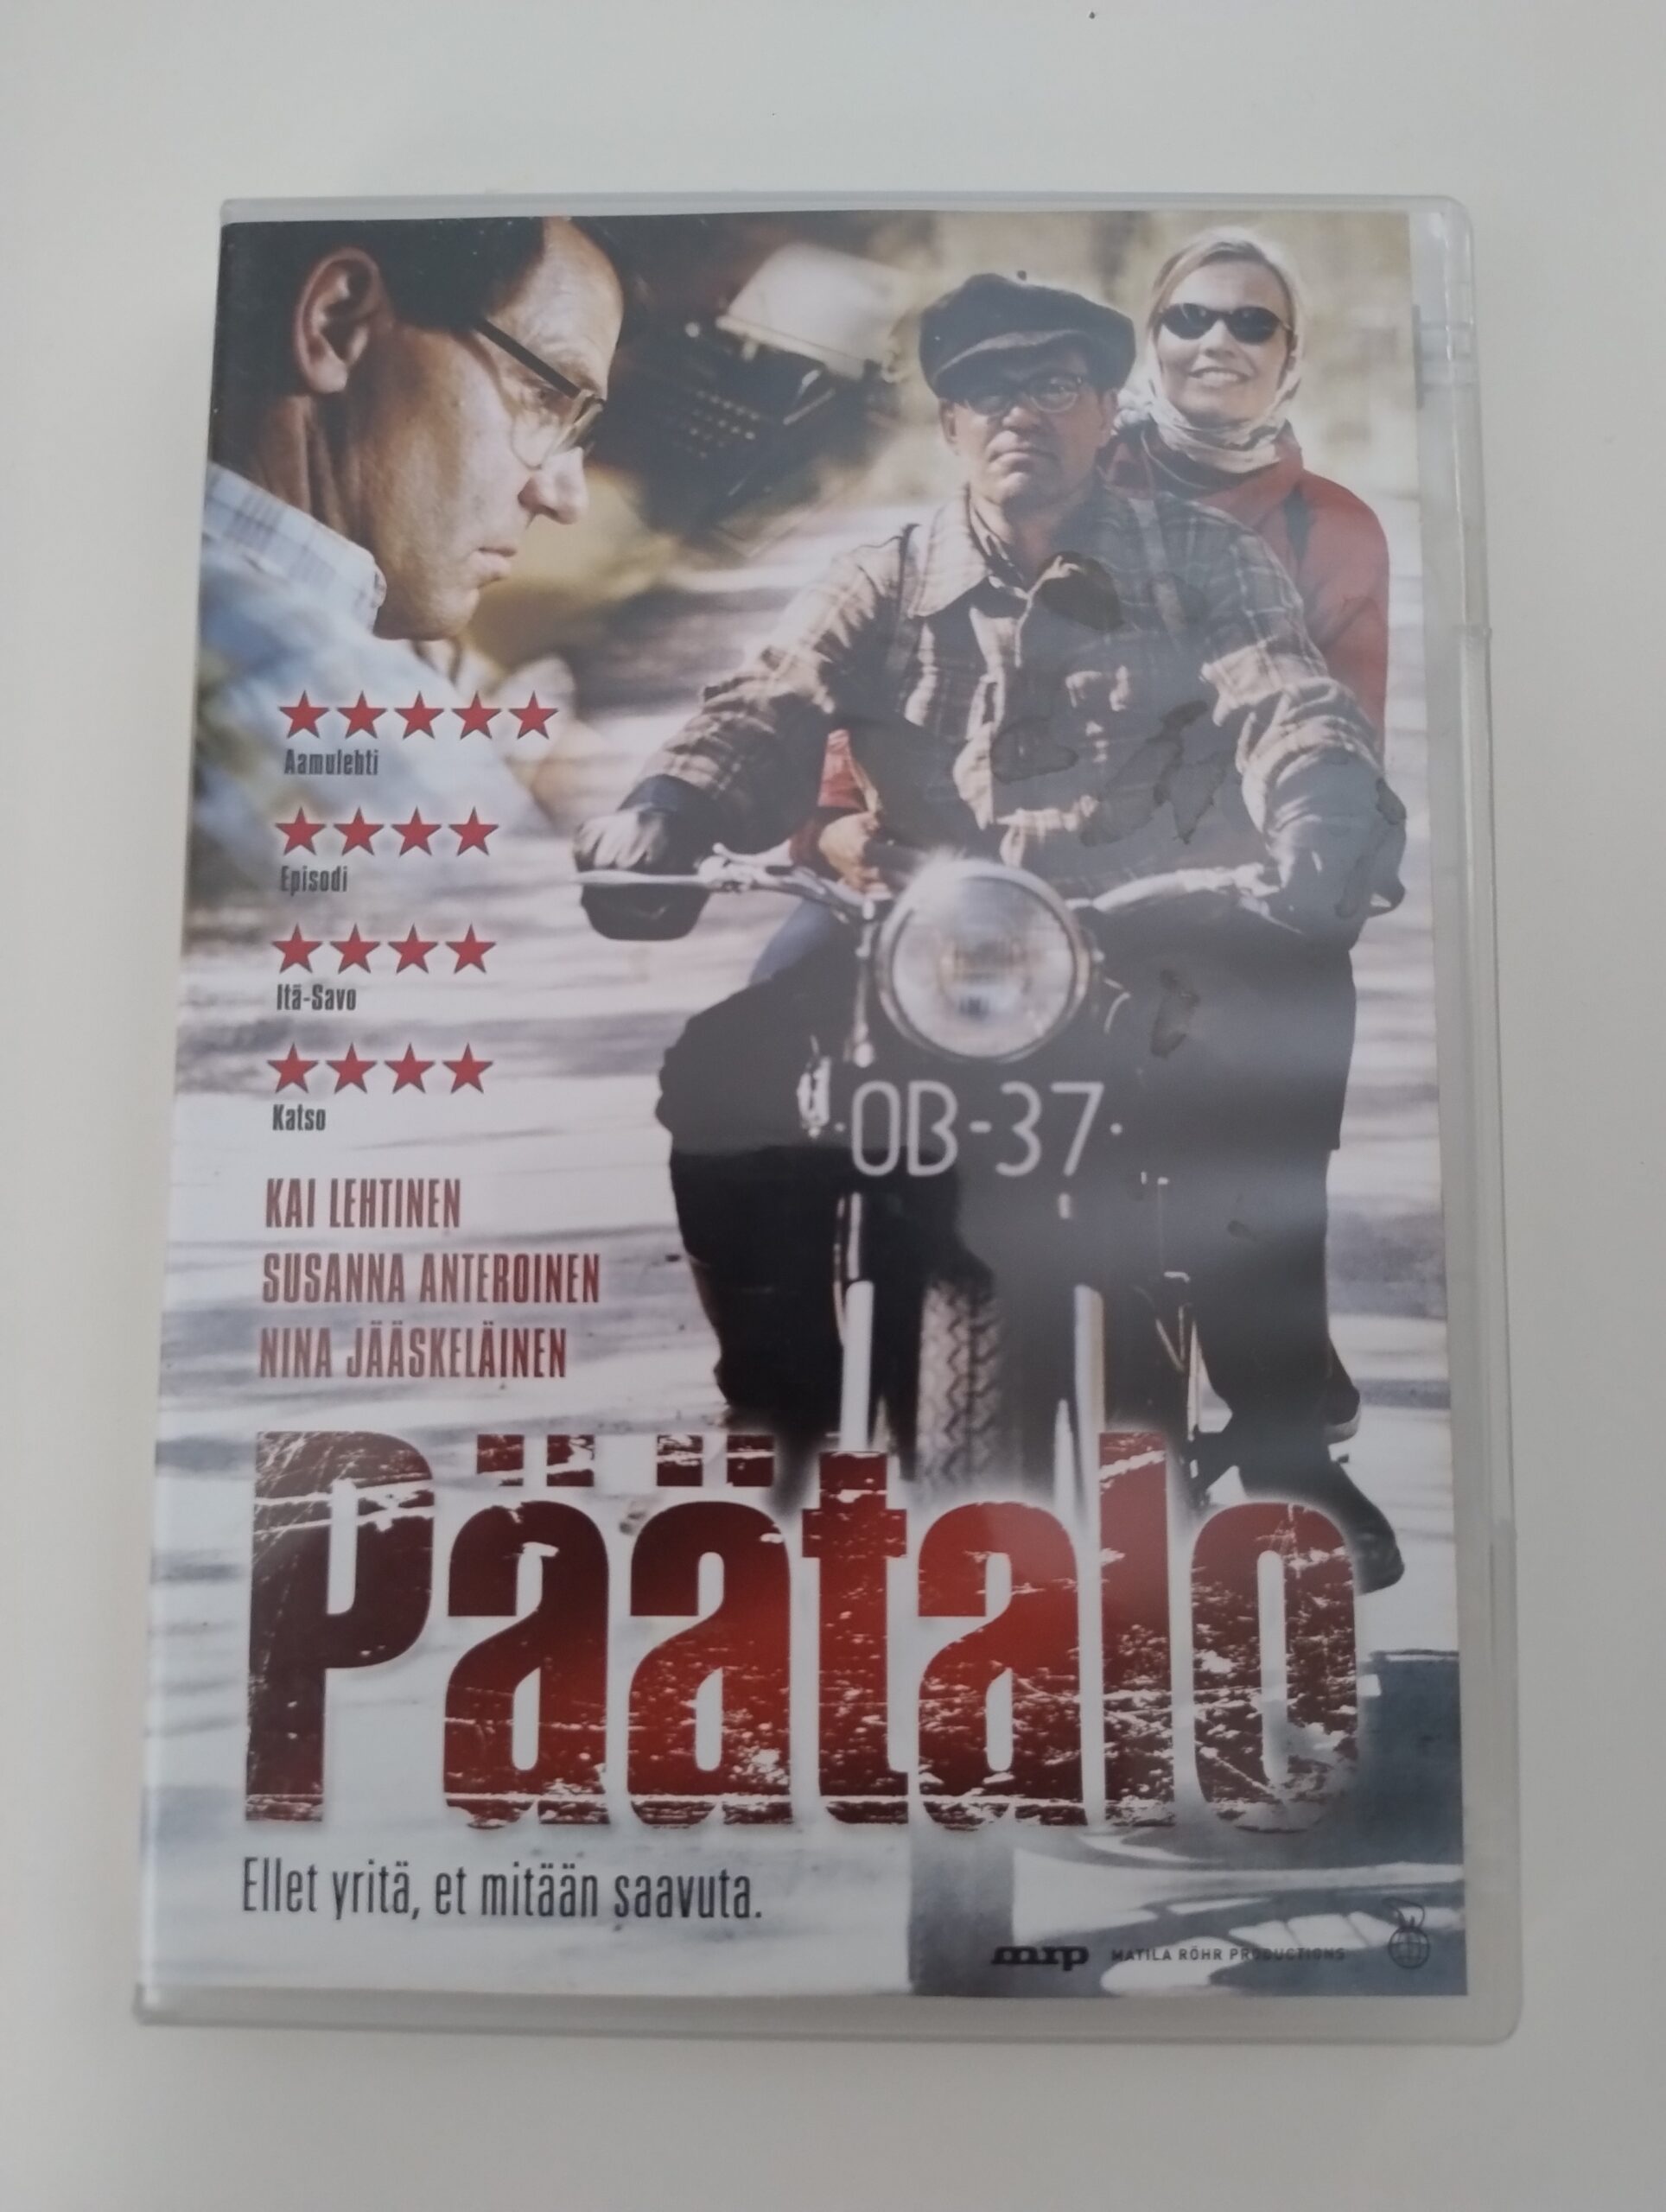 Aamulehti
Episodi
Itä-Savo
Katso
KAI LEHTINEN
SUSANNA ANTEROINEN
NINA JÄÄSKELÄINEN
·OB-37·
Päätalo
Ellet yritä, et mitään saavuta.
mrp MATILA RÖHR PRODUCTIONS